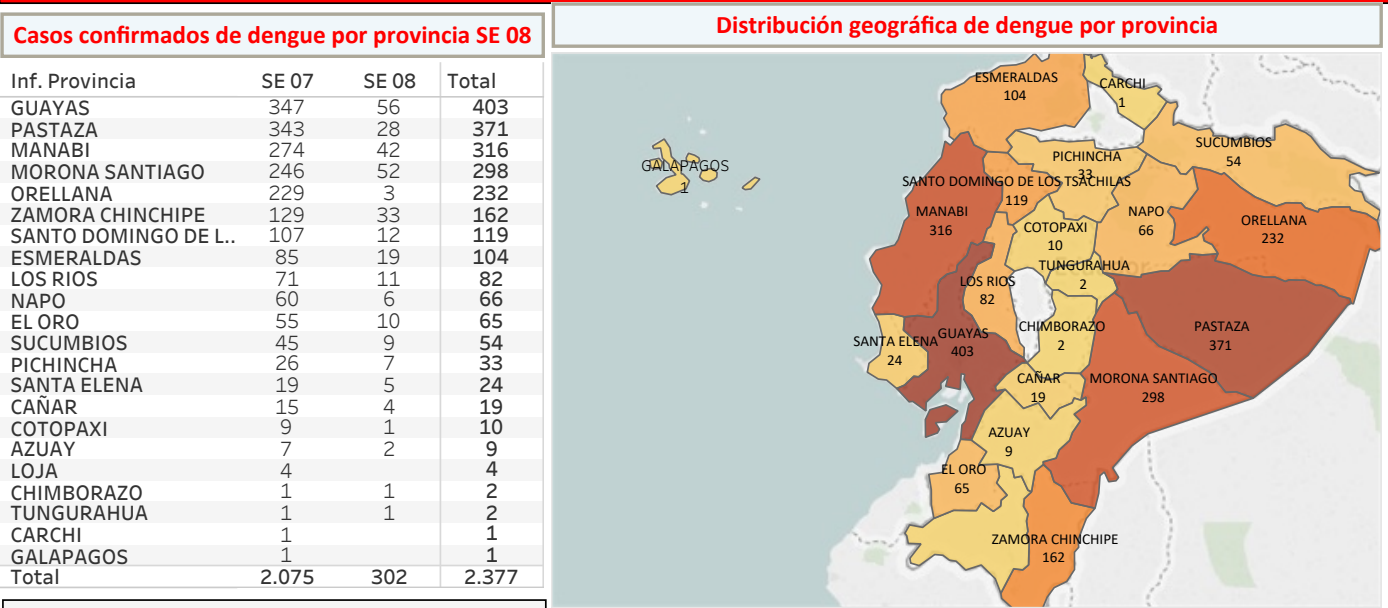 Casos confirmados de dengue por provincia SE 08
Inf. Provincia SE 07 SE 08 Total
GUAYAS 347 56 403
PASTAZA 343 28 371
MANABI 274 42 316
MORONA SANTIAGO 246 52 298
ORELLANA 229 3 232
ZAMORA CHINCHIPE 129 33 162
SANTO DOMINGO DE L.. 107 12 119
ESMERALDAS 85 19 104
LOS RIOS 71 11 82
NAPO 60 6 66
EL ORO 55 10 65
SUCUMBIOS 45 9 54
PICHINCHA 26 7 33
SANTA ELENA 19 5 24
CAÑAR 15 4 19
COTOPAXI 9 1 10
AZUAY 7 2 9
LOJA 4 4
CHIMBORAZO 1 1 2
TUNGURAHUA 1 1 2
CARCHI 1 1
GALAPAGOS 1 1
Total 2.075 302 2.377
Distribución geográfica de dengue por provincia
ESMERALDAS
104
CARCHI
1
GALAPAGOS
1
PICHINCHA
33
SUCUMBIOS
54
SANTO DOMINGO DE LOS TSACHILAS
119
MANABI
316
NAPO
66
ORELLANA
232
COTOPAXI
10
TUNGURAHUA
2
LOS RIOS
82
SANTA ELENA
24
GUAYAS
403
CHIMBORAZO
2
PASTAZA
371
CAÑAR
19
MORONA SANTIAGO
298
AZUAY
9
EL ORO
65
ZAMORA CHINCHIPE
162